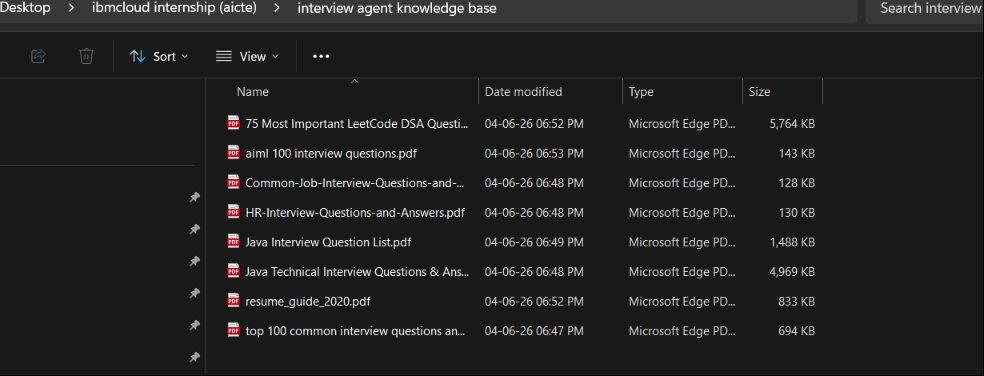 Desktop > ibmcloud internship (aicte) > interview agent knowledge base Search interview
Sort View
Name Date modified Type Size
75 Most Important LeetCode DSA Questi... 04-06-26 06:52 PM Microsoft Edge PD... 5,764 KB
aiml 100 interview questions.pdf 04-06-26 06:53 PM Microsoft Edge PD... 143 KB
Common-Job-Interview-Questions-and-... 04-06-26 06:48 PM Microsoft Edge PD... 128 KB
HR-Interview-Questions-and-Answers.pdf 04-06-26 06:48 PM Microsoft Edge PD... 130 KB
Java Interview Question List.pdf 04-06-26 06:49 PM Microsoft Edge PD... 1,488 KB
Java Technical Interview Questions & Ans... 04-06-26 06:48 PM Microsoft Edge PD... 4,969 KB
resume_guide_2020.pdf 04-06-26 06:52 PM Microsoft Edge PD... 833 KB
top 100 common interview questions an... 04-06-26 06:47 PM Microsoft Edge PD... 694 KB